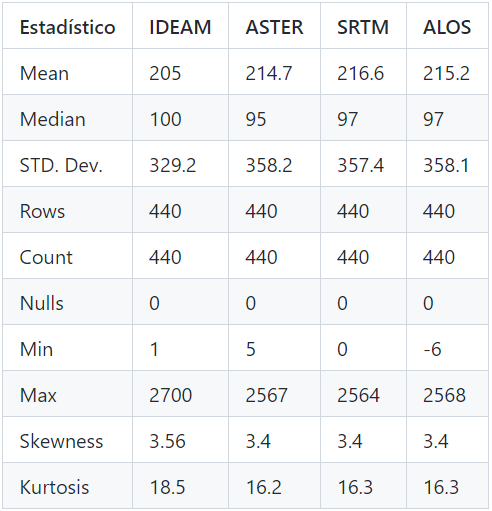 Estadístico IDEAM ASTER SRTM ALOS
Mean 205 214.7 216.6 215.2
Median 100 95 97 97
STD. Dev. 329.2 358.2 357.4 358.1
Rows 440 440 440 440
Count 440 440 440 440
Nulls 0 0 0 0
Min 1 5 0 -6
Max 2700 2567 2564 2568
Skewness 3.56 3.4 3.4 3.4
Kurtosis 18.5 16.2 16.3 16.3